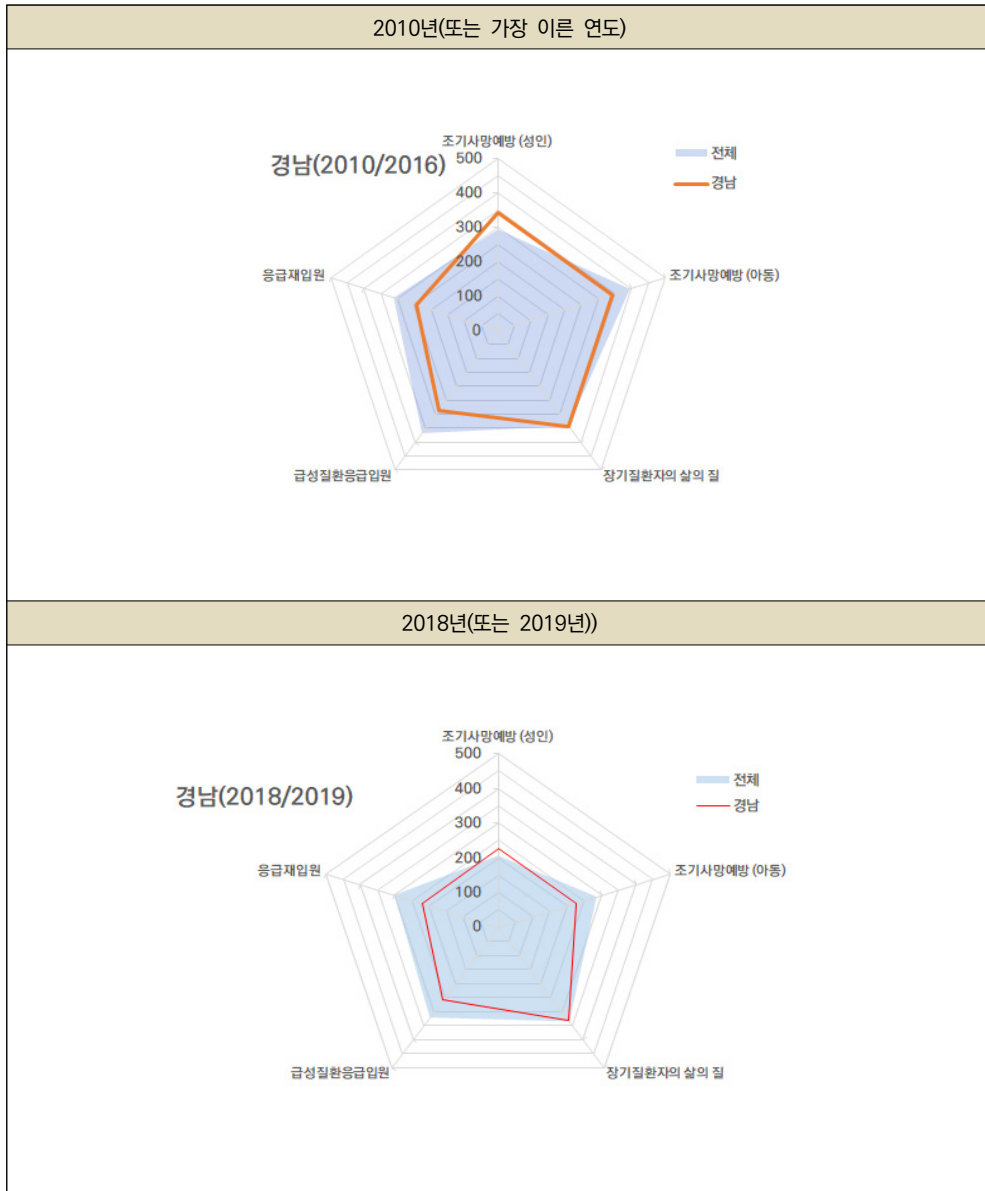 2010년(또는 가장 이른 연도)
조기사망예방 (성인)
경남(2010/2016)
500
400
300
200
100
0
전체
경남
응급재입원
조기사망예방 (아동)
급성질환응급입원
장기질환자의 삶의 질
2018년(또는 2019년))
조기사망예방 (성인)
경남(2018/2019)
500
400
300
200
100
0
전체
경남
응급재입원
조기사망예방 (아동)
급성질환응급입원
장기질환자의 삶의 질